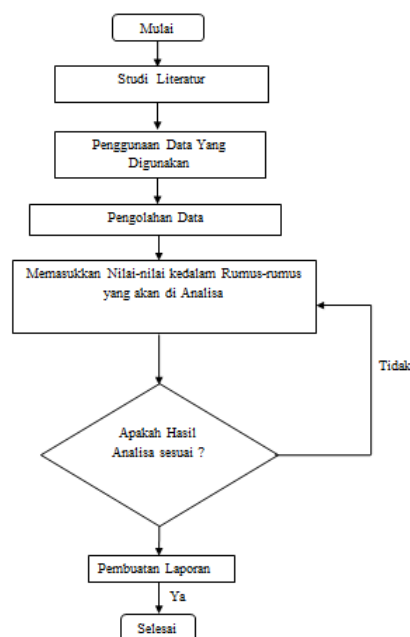 Mulai
Studi Literatur
Penggunaan Data Yang
Digunakan
Pengolahan Data
Memasukkan Nilai-nilai kedalam Rumus-rumus
yang akan di Analisa
Tidak
Apakah Hasil
Analisa sesuai ?
Pembuatan Laporan
Ya
Selesai